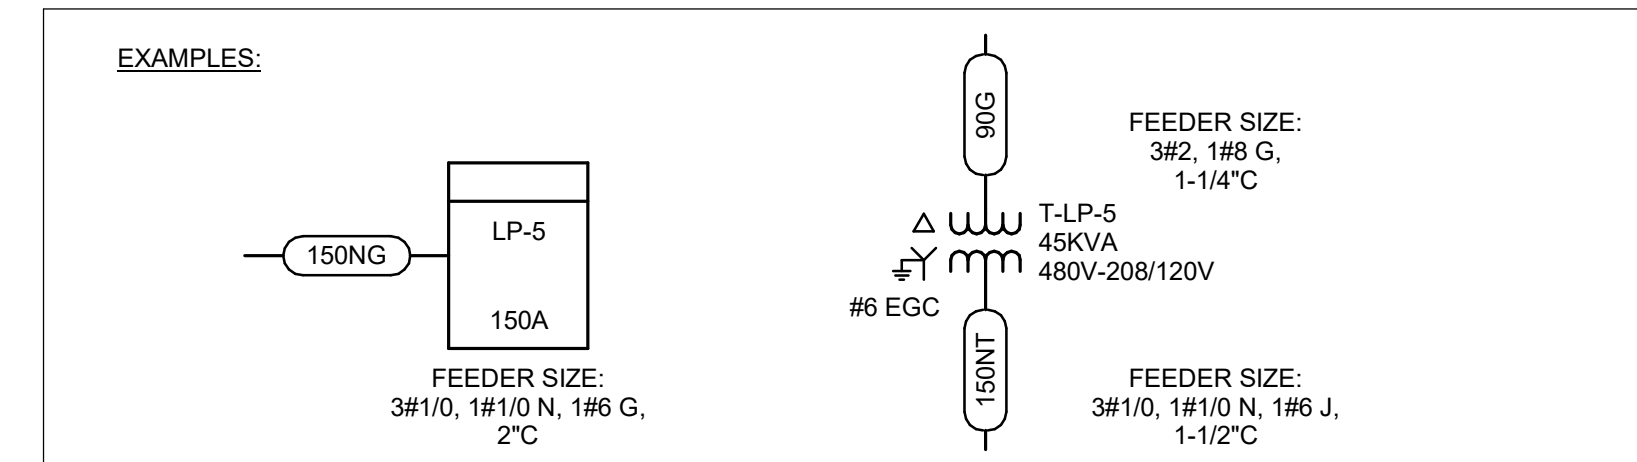 EXAMPLES:
150NG
LP-5
150A
FEEDER SIZE:
3#1/0, 1#1/0 N, 1#6 G,
2"C
90G
FEEDER SIZE:
3#2, 1#8 G,
1-1/4"C
T-LP-5
45KVA
480V-208/120V
#6 EGC
150NT
FEEDER SIZE:
3#1/0, 1#1/0 N, 1#6 J,
1-1/2"C